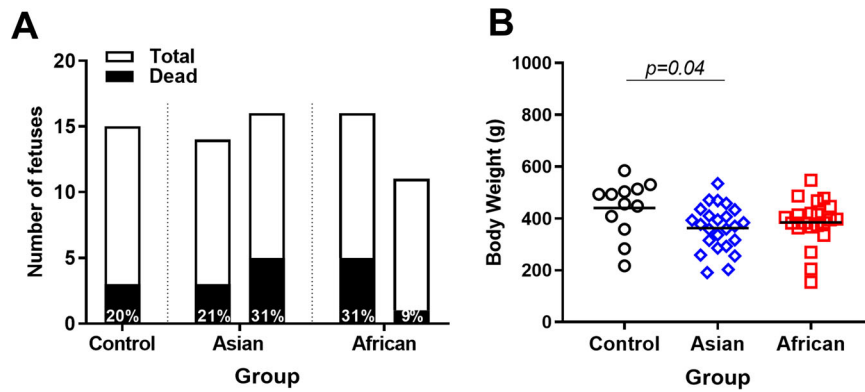 A
Total
Dead
Number of fetuses
20
15
10
5
0
20%
21%
31%
31%
9%
Control
Asian
African
Group
B
p=0.04
Body Weight (g)
1000
800
600
400
200
0
Control
Asian
African
Group